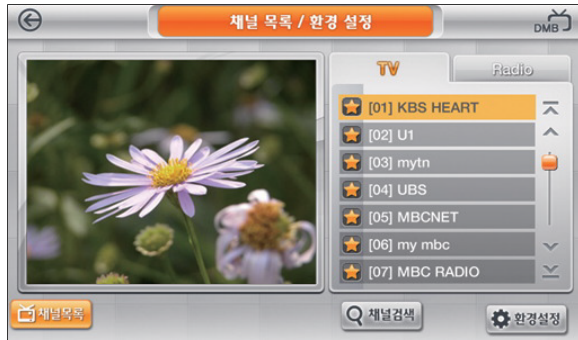 채널 목록 / 환경 설정
DMB
TV
Radio
[01] KBS HEART
[02] U1
[03] mytn
[04] UBS
[05] MBCNET
[06] my mbc
[07] MBC RADIO
채널목록
채널검색
환경설정